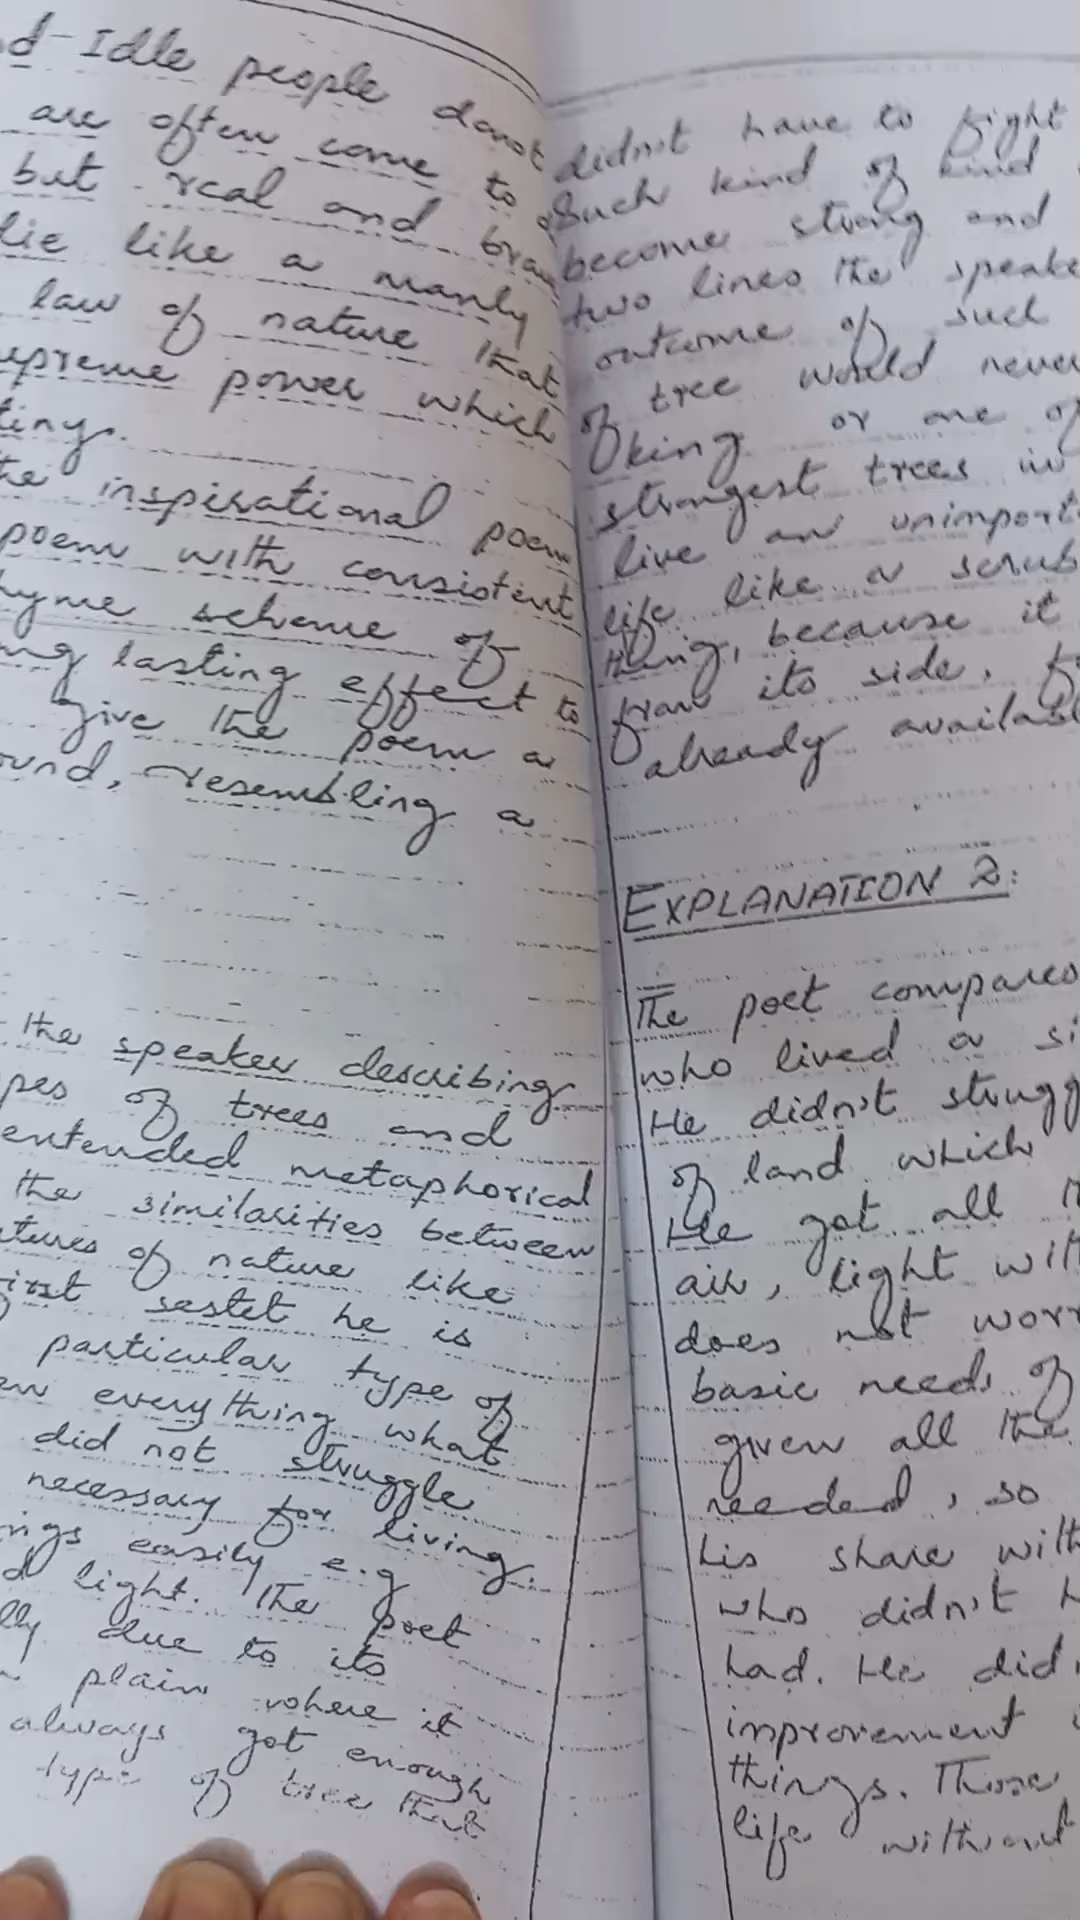 d-Idle people donot
are often come to
but real and brave
lie like a manly
law of nature that
upreme power which
tiny.
the inspirational poem
poem with consistent
hyme scheme of
ng lasting effect to
give the poem a
ound, resembling a
the speaker describing
pes of trees and
entended metaphorical
the similarities between
tures of nature like
irst sestet he is
particular type of
everything what
did not struggle
necessary for living.
ngs easily e.g
d light. The poet
lly due to its
plain where it
always got enough
type of tree that
didn't have to fight
Such kind of kind
become strong and
two lines the speake
outcome of such
of tree would never
king or one of
strongest trees in
live an unimport
life like a scrub
thing, because it
from its side,
already availab
EXPLANATION 2:
The poet compares
who lived a si
He didn't strugg
of land which
He got all
air, light wit
does not wor
basic needs of
given all the
needed, so
his share with
who didn't h
had. He did
improvement
things. Those
life without